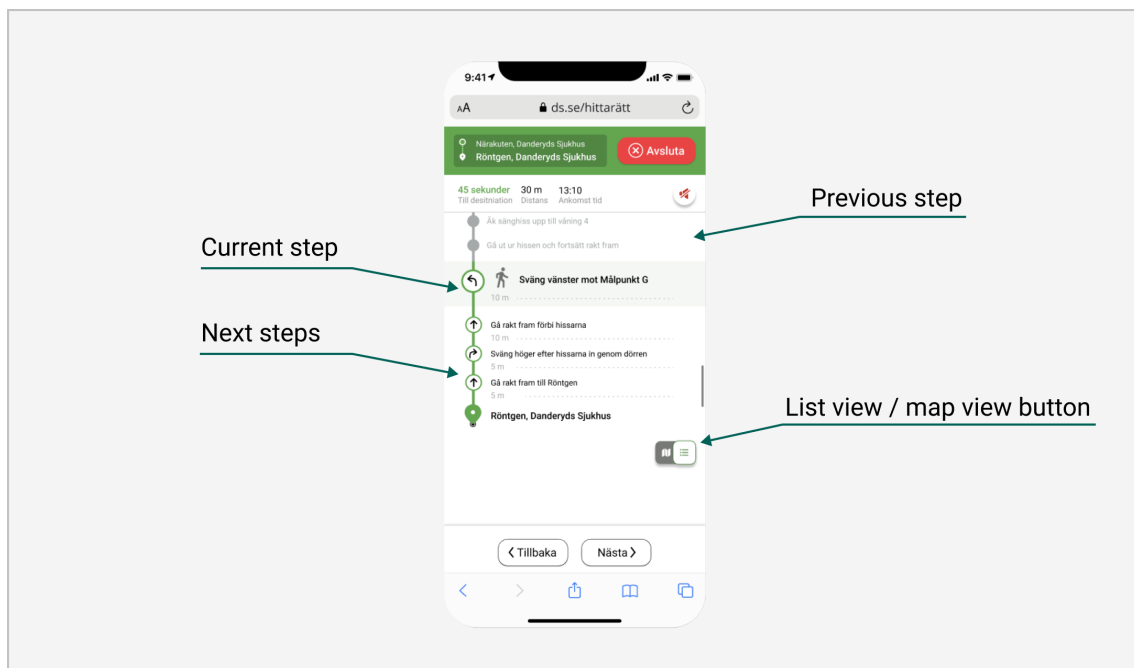 9:41
AA
ds.se/hittarätt
Närakuten, Danderyds Sjukhus
Röntgen, Danderyds Sjukhus
Avsluta
45 sekunder 30 m 13:10
Till desitniation Distans Ankomst tid
Previous step
Åk sänghiss upp till våning 4
Gå ut ur hissen och fortsätt rakt fram
Current step
Sväng vänster mot Målpunkt G
10 m
Next steps
Gå rakt fram förbi hissarna
10 m
Sväng höger efter hissarna in genom dörren
5 m
Gå rakt fram till Röntgen
5 m
Röntgen, Danderyds Sjukhus
List view / map view button
Tillbaka
Nästa